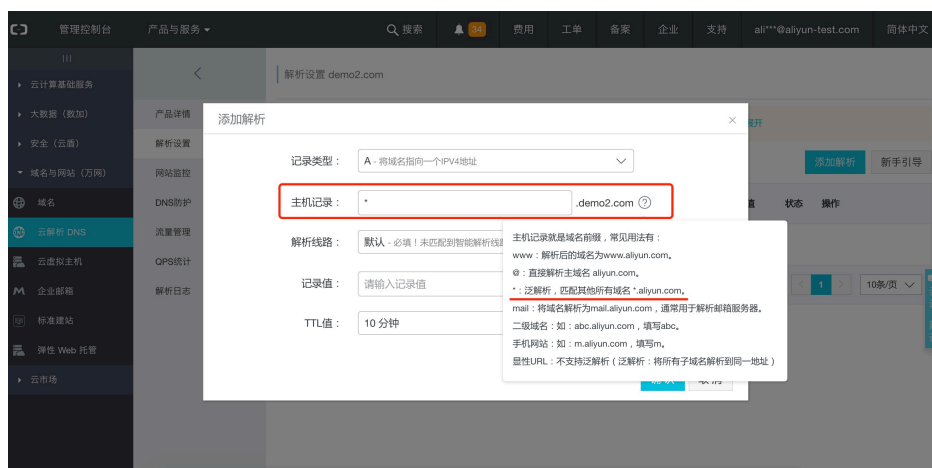 管理控制台 产品与服务 搜索 34 费用 工单 备案 企业 支持 ali***@aliyun-test.com 简体中文
云计算基础服务
解析设置 demo2.com
大数据（数加）
产品详情
添加解析
安全（云盾）
解析设置
记录类型： A - 将域名指向一个IPV4地址
添加解析 新手引导
域名与网站（万网）
网站监控
域名
DNS防护
主机记录： * .demo2.com ?
状态 操作
云解析 DNS
流量管理
解析线路： 默认 - 必填！未匹配到智能解析线
主机记录就是域名前缀，常见用法有：
www：解析后的域名为www.aliyun.com。
云虚拟主机
QPS统计
@：直接解析主域名 aliyun.com。
企业邮箱
解析日志
记录值： 请输入记录值
*：泛解析，匹配其他所有域名 *.aliyun.com。
1 10条/页
mail：将域名解析为mail.aliyun.com，通常用于解析邮箱服务器。
标准建站
TTL值： 10 分钟
二级域名：如：abc.aliyun.com，填写abc。
手机网站：如：m.aliyun.com，填写m。
弹性 Web 托管
显性URL：不支持泛解析（泛解析：将所有子域名解析到同一地址）
云市场